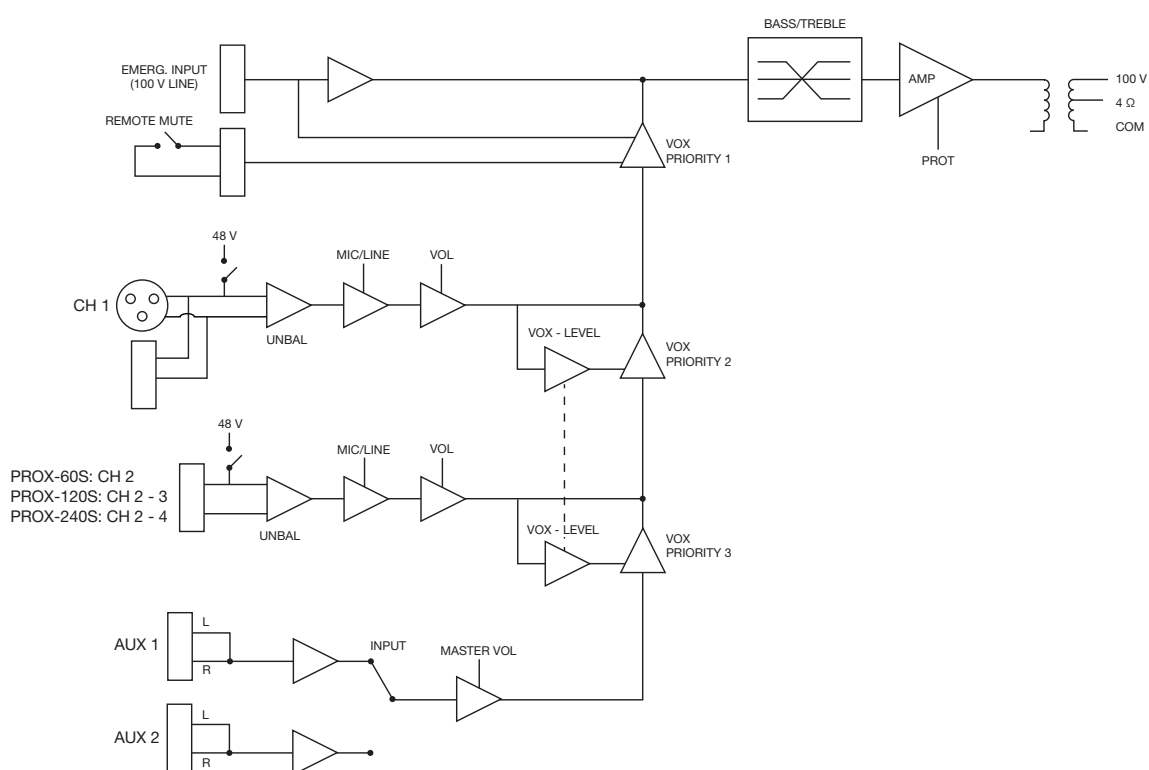 BASS/TREBLE
EMERG. INPUT
(100 V LINE)
AMP
100 V
4 Ω
COM
REMOTE MUTE
VOX
PRIORITY 1
PROT
48 V
MIC/LINE
VOL
CH 1
UNBAL
VOX - LEVEL
VOX
PRIORITY 2
48 V
MIC/LINE
VOL
PROX-60S: CH 2
PROX-120S: CH 2 - 3
PROX-240S: CH 2 - 4
UNBAL
VOX - LEVEL
VOX
PRIORITY 3
AUX 1
L
R
INPUT
MASTER VOL
AUX 2
L
R